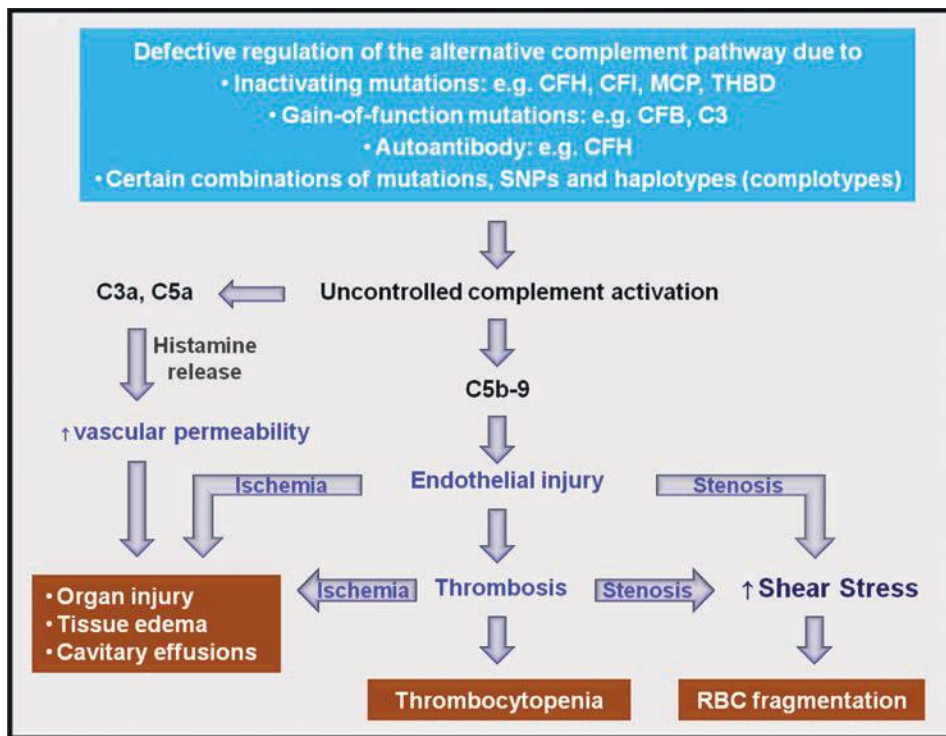 Defective regulation of the alternative complement pathway due to
• Inactivating mutations: e.g. CFH, CFI, MCP, THBD
• Gain-of-function mutations: e.g. CFB, C3
• Autoantibody: e.g. CFH
• Certain combinations of mutations, SNPs and haplotypes (complotypes)
C3a, C5a
Uncontrolled complement activation
Histamine
release
C5b-9
↑vascular permeability
Ischemia
Endothelial injury
Stenosis
• Organ injury
• Tissue edema
• Cavitary effusions
Ischemia
Thrombosis
Stenosis
↑Shear Stress
Thrombocytopenia
RBC fragmentation